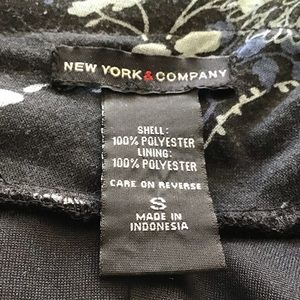 NEW YORK & COMPANY
SHELL:
100% POLYESTER
LINING:
100% POLYESTER
CARE ON REVERSE
S
MADE IN
INDONESIA